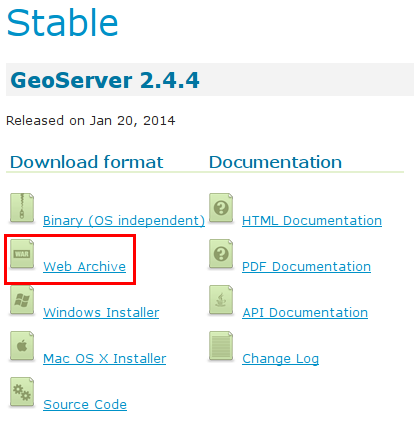 Stable
GeoServer 2.4.4
Released on Jan 20, 2014
Download format
Binary (OS independent)
WAR
Web Archive
Windows Installer
Mac OS X Installer
Source Code
Documentation
HTML Documentation
PDF Documentation
API Documentation
Change Log